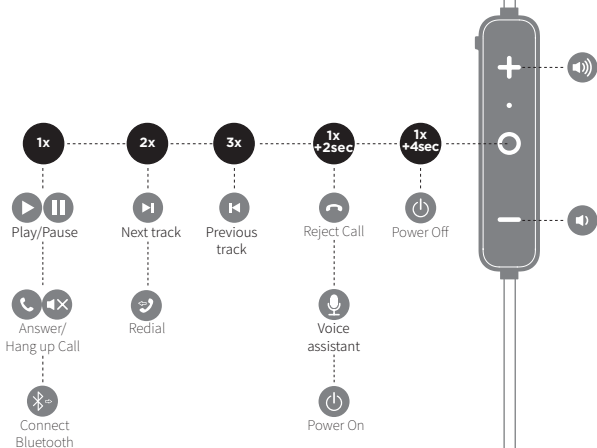 1x
2x
3x
1x
+2sec
1x
+4sec
Play/Pause
Next track
Previous
track
Reject Call
Power Off
Answer/
Hang up Call
Redial
Voice
assistant
Connect
Bluetooth
Power On